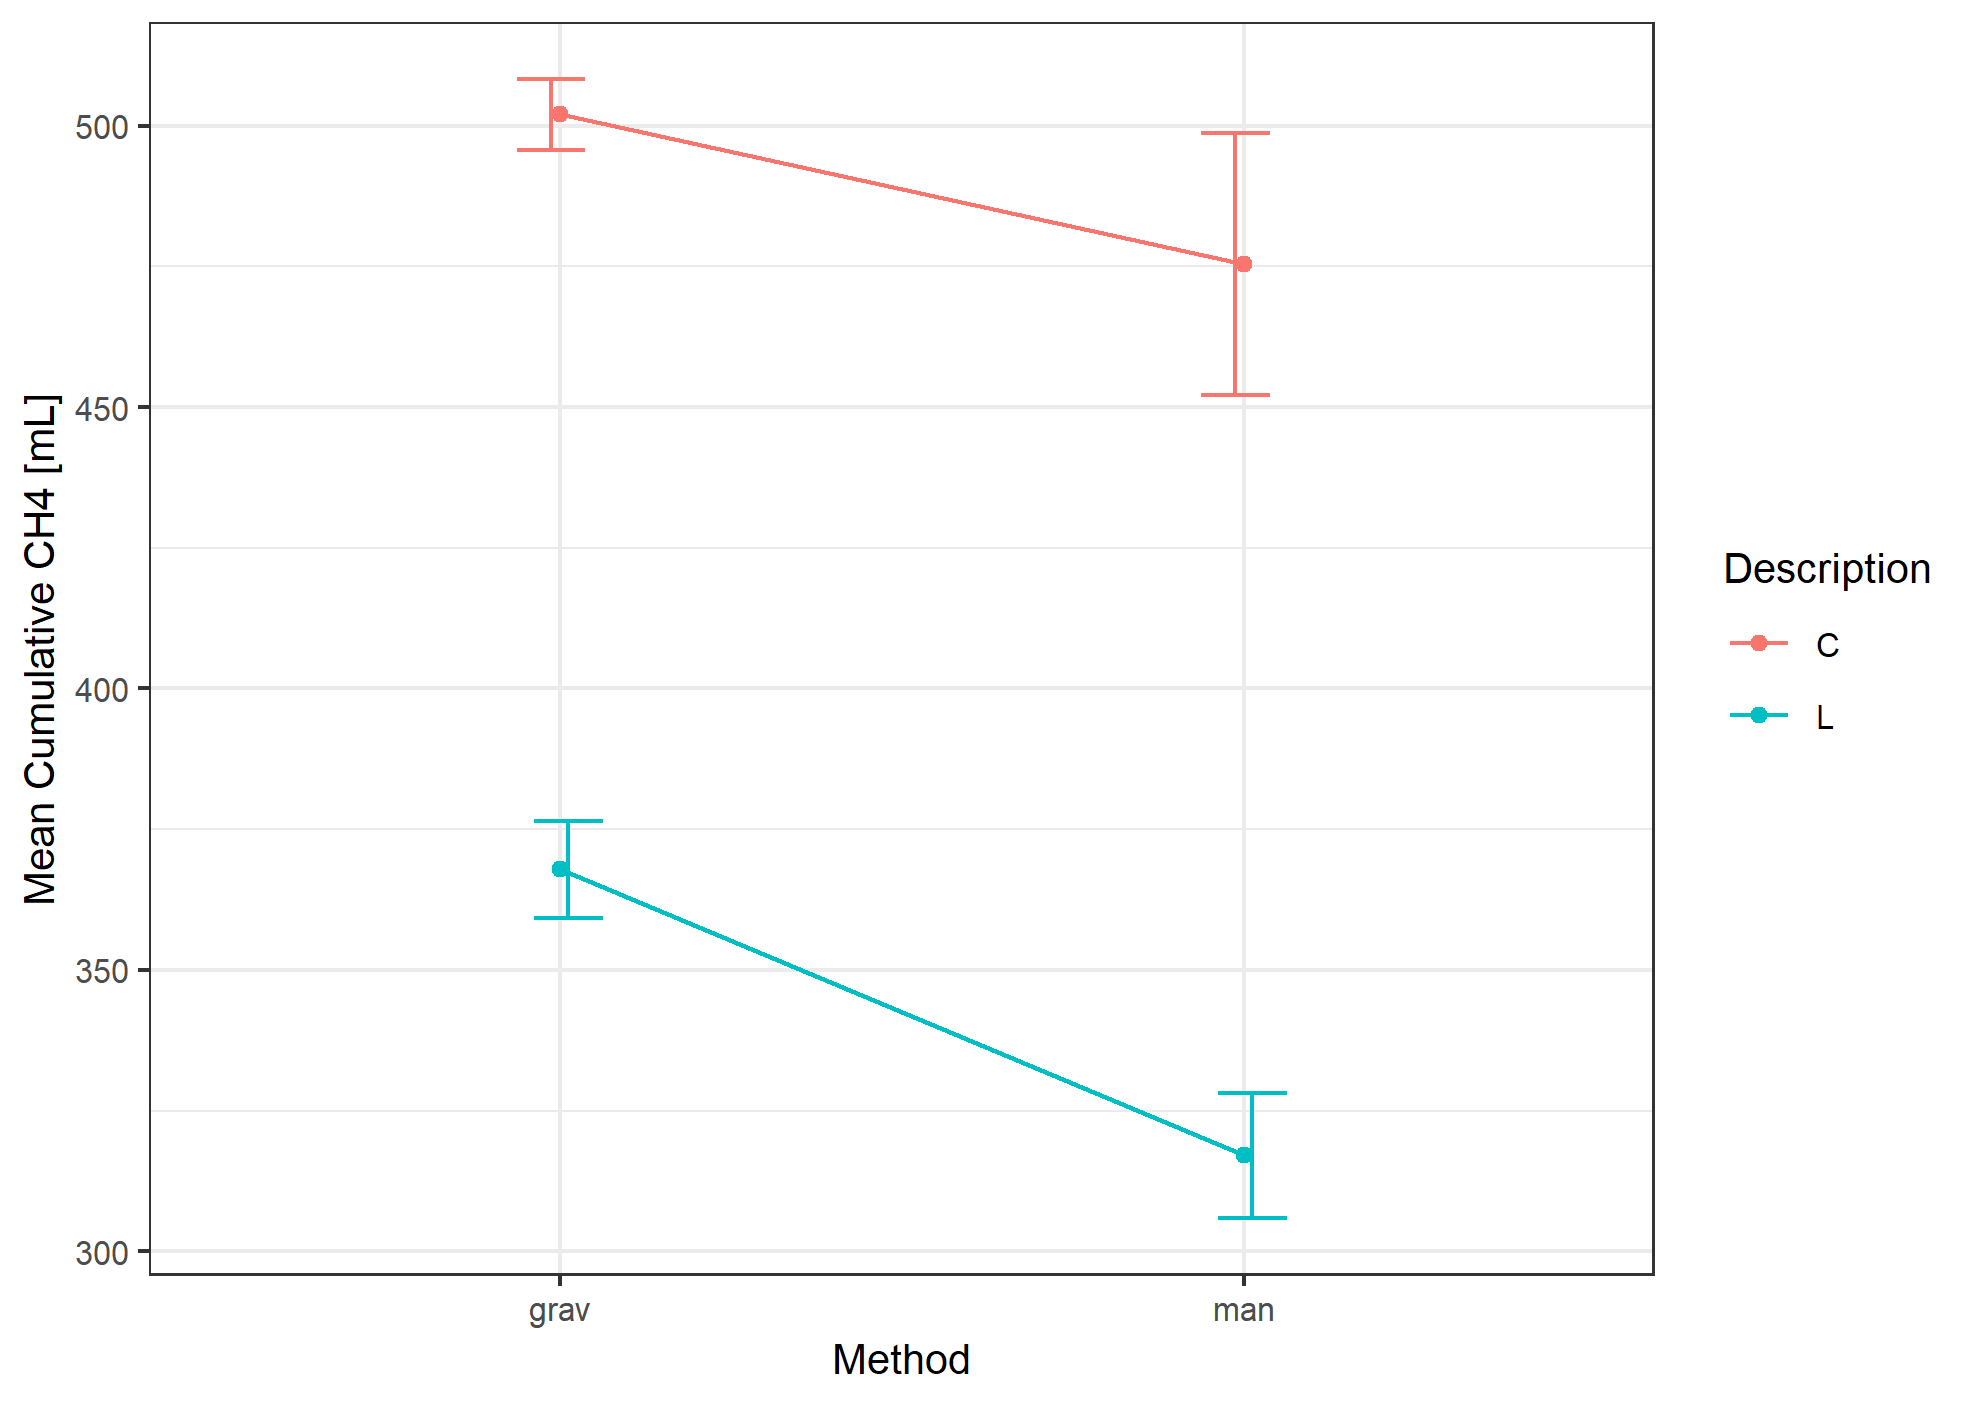 Mean Cumulative CH4 [mL]
500
450
400
350
300
grav
man
Method
Description
C
L